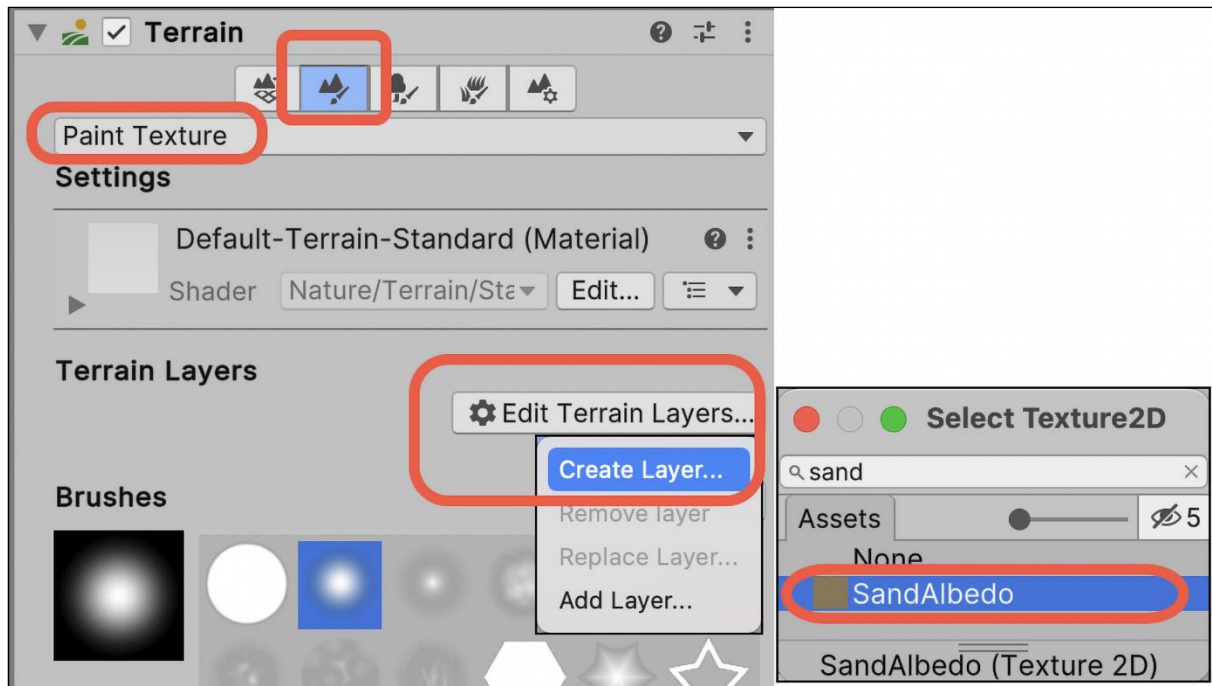 Terrain
Paint Texture
Settings
Default-Terrain-Standard (Material)
Shader Nature/Terrain/Sta Edit...
Terrain Layers
Edit Terrain Layers...
Create Layer...
Remove layer
Replace Layer...
Add Layer...
Brushes
Select Texture2D
sand
Assets 5
None
SandAlbedo
SandAlbedo (Texture 2D)